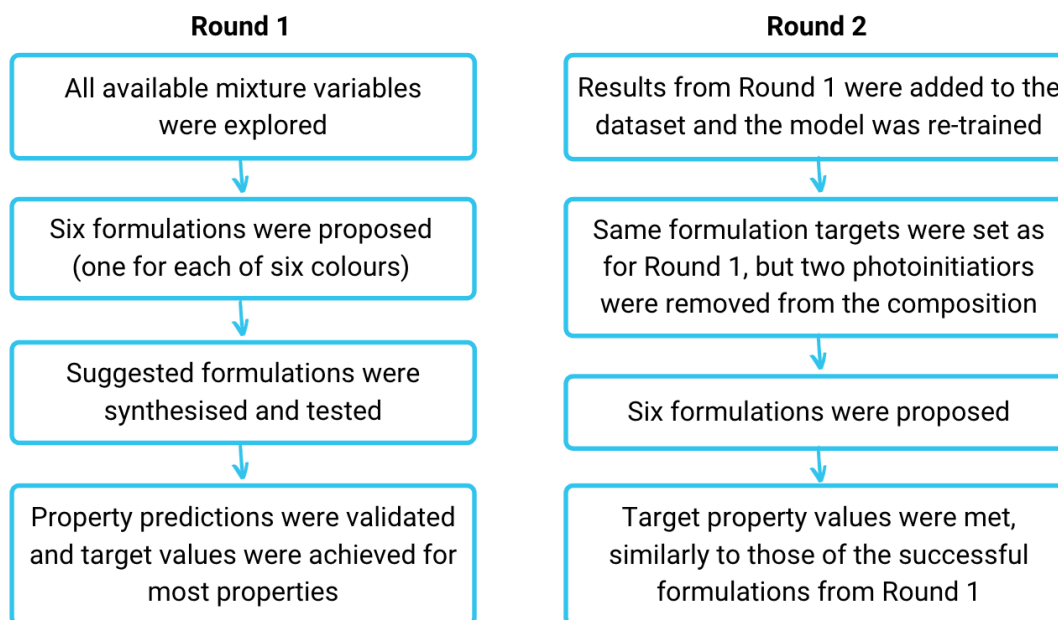 Round 1
All available mixture variables
were explored
Six formulations were proposed
(one for each of six colours)
Suggested formulations were
synthesised and tested
Property predictions were validated
and target values were achieved for
most properties
Round 2
Results from Round 1 were added to the
dataset and the model was re-trained
Same formulation targets were set as
for Round 1, but two photoinitiatiors
were removed from the composition
Six formulations were proposed
Target property values were met,
similarly to those of the successful
formulations from Round 1